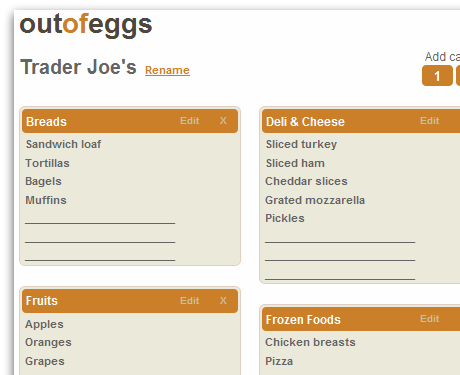 outofeggs
Trader Joe's Rename
Add ca
1
Breads Edit X
Sandwich loaf
Tortillas
Bagels
Muffins
Deli & Cheese Edit
Sliced turkey
Sliced ham
Cheddar slices
Grated mozzarella
Pickles
Fruits Edit X
Apples
Oranges
Grapes
Frozen Foods Edit
Chicken breasts
Pizza